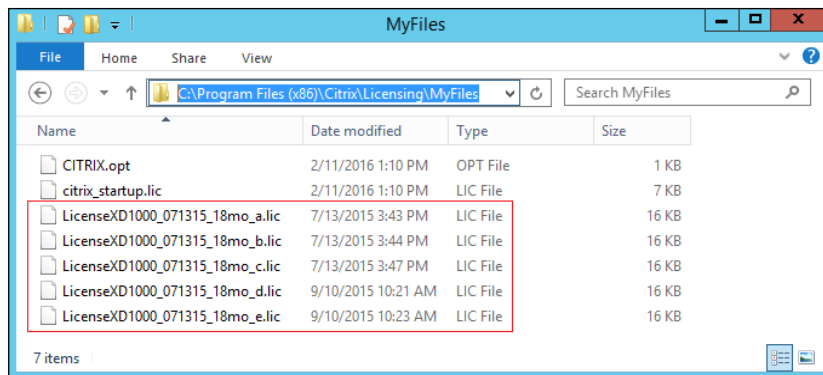 MyFiles
File Home Share View
C:\Program Files (x86)\Citrix\Licensing\MyFiles Search MyFiles
Name Date modified Type Size
CITRIX.opt 2/11/2016 1:10 PM OPT File 1 KB
citrix_startup.lic 2/11/2016 1:10 PM LIC File 7 KB
LicenseXD1000_071315_18mo_a.lic 7/13/2015 3:43 PM LIC File 16 KB
LicenseXD1000_071315_18mo_b.lic 7/13/2015 3:44 PM LIC File 16 KB
LicenseXD1000_071315_18mo_c.lic 7/13/2015 3:47 PM LIC File 16 KB
LicenseXD1000_071315_18mo_d.lic 9/10/2015 10:21 AM LIC File 16 KB
LicenseXD1000_071315_18mo_e.lic 9/10/2015 10:23 AM LIC File 16 KB
7 items